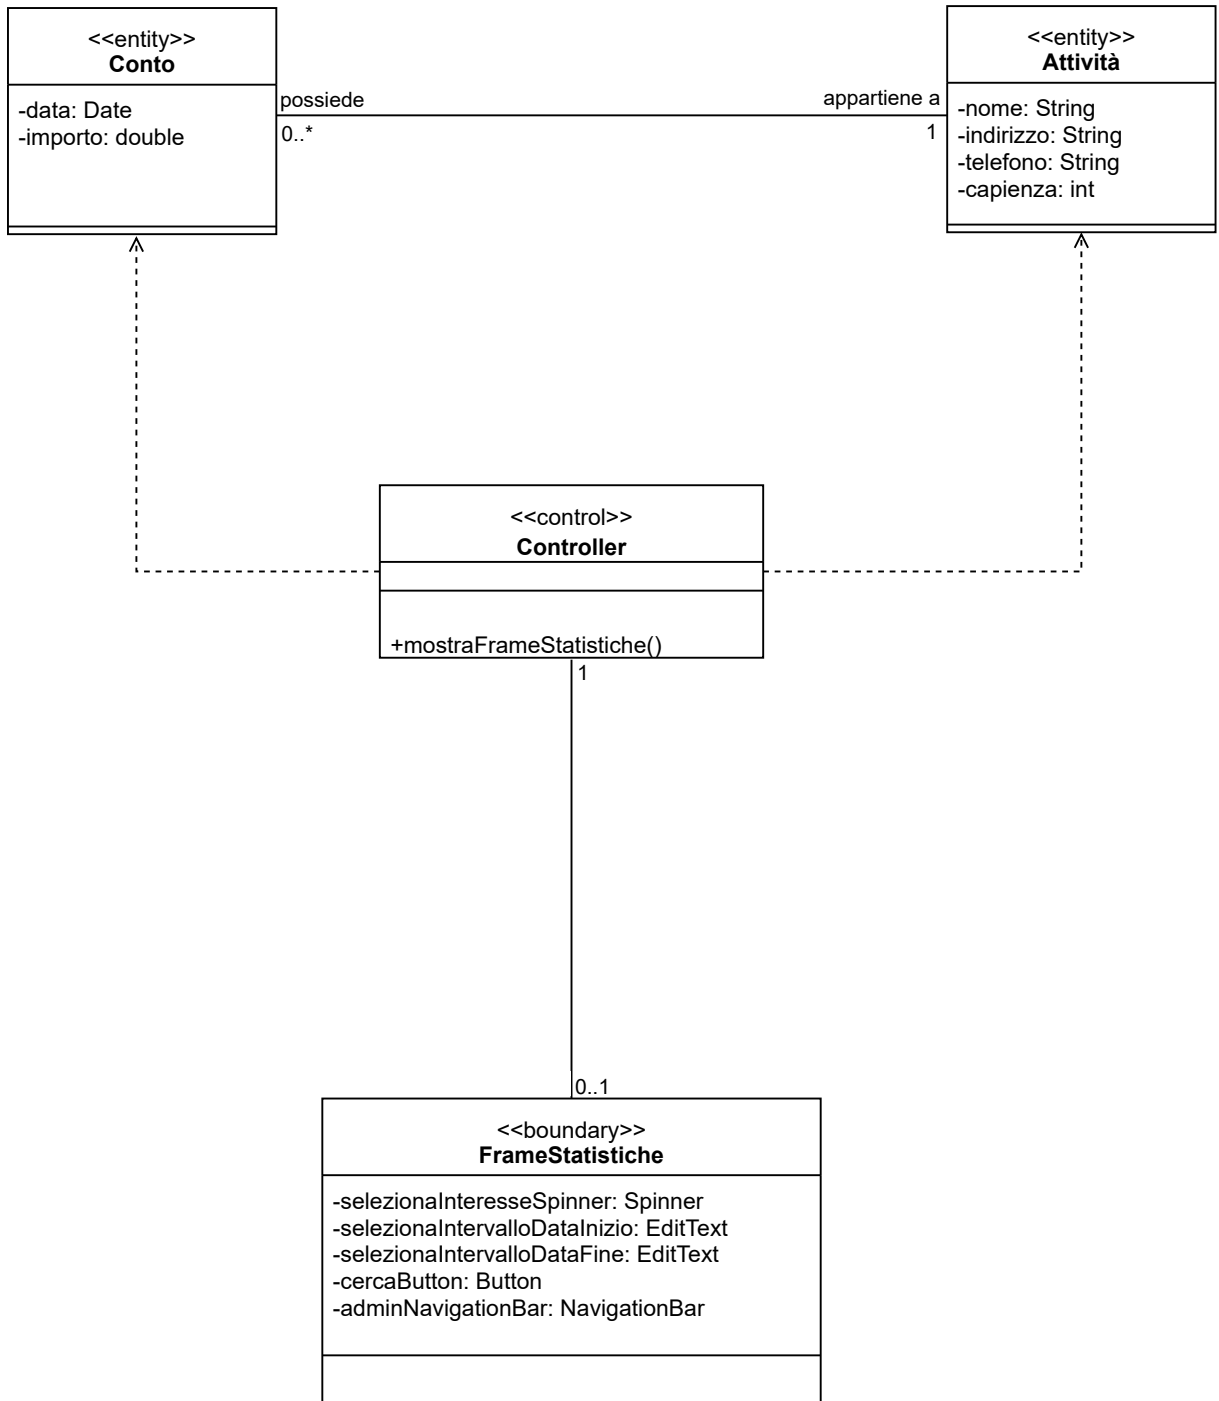 <<entity>>
Conto
-data: Date
-importo: double
possiede
0..*
appartiene a
1
<<entity>>
Attività
-nome: String
-indirizzo: String
-telefono: String
-capienza: int
<<control>>
Controller
+mostraFrameStatistiche()
1
0..1
<<boundary>>
FrameStatistiche
-selezionaInteresseSpinner: Spinner
-selezionaIntervalloDataInizio: EditText
-selezionaIntervalloDataFine: EditText
-cercaButton: Button
-adminNavigationBar: NavigationBar